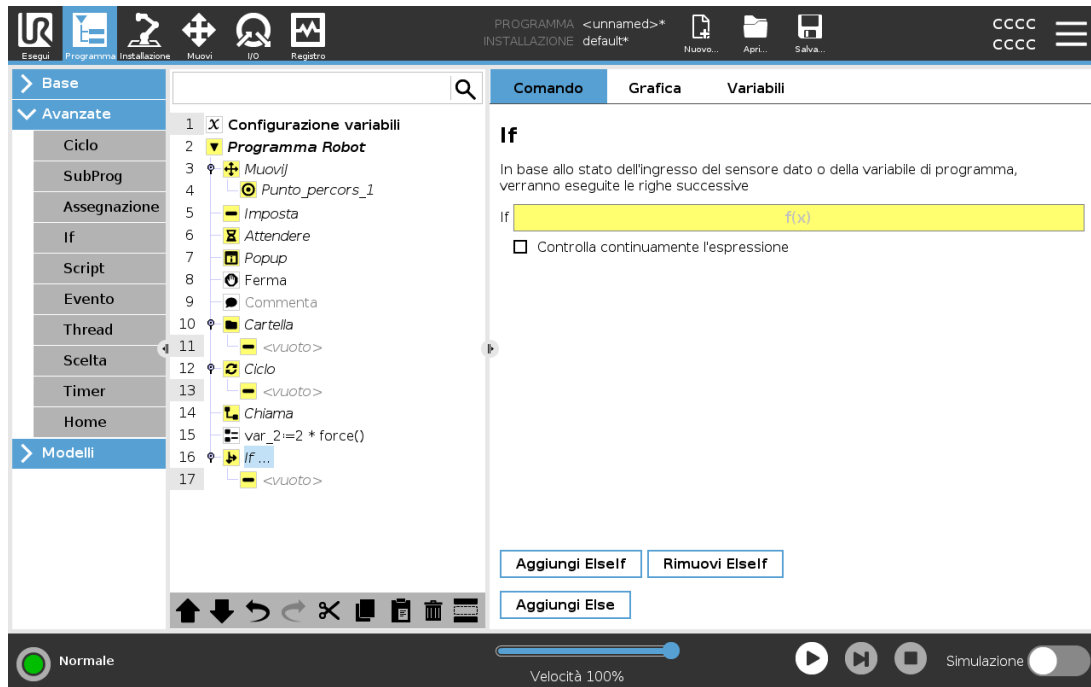 Esegui
Programma
Installazione
Muovi
I/O
Registro
PROGRAMMA <unnamed>*
INSTALLAZIONE default*
Nuovo...
Apri...
Salva...
CCCC
CCCC
Base
Avanzate
Ciclo
SubProg
Assegnazione
If
Script
Evento
Thread
Scelta
Timer
Home
Modelli
1 X Configurazione variabili
2 Programma Robot
3 MuoviJ
4 Punto_percors_1
5 Imposta
6 Attendere
7 Popup
8 Ferma
9 Commenta
10 Cartella
11 <vuoto>
12 Ciclo
13 <vuoto>
14 Chiama
15 var_2:=2 * force()
16 If ...
17 <vuoto>
Comando Grafica Variabili
If
In base allo stato dell'ingresso del sensore dato o della variabile di programma,
verranno eseguite le righe successive
If f(x)
Controlla continuamente l'espressione
Aggiungi ElseIf Rimuovi ElseIf
Aggiungi Else
Normale
Velocità 100%
Simulazione